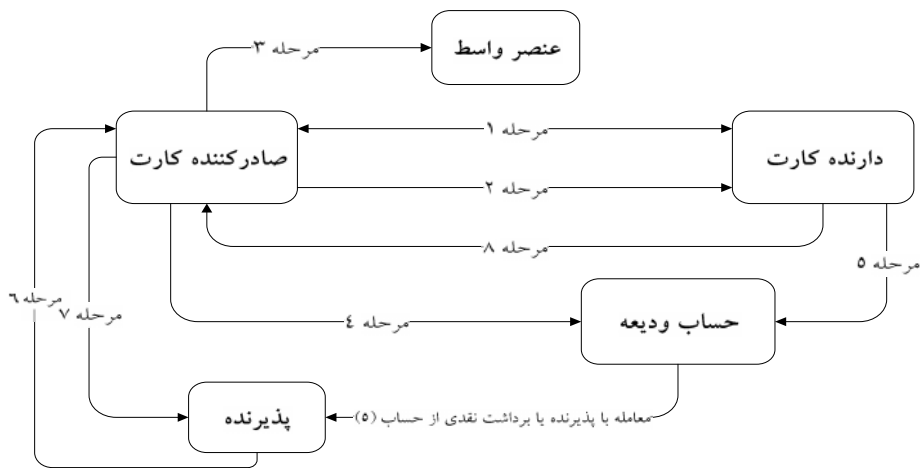 عنصر واسط
مرحله ۳
مرحله ۱
صادرکننده کارت
دارنده کارت
مرحله ۲
مرحله ۸
مرحله ۵
مرحله ٦
مرحله ۷
مرحله ٤
حساب ودیعه
پذیرنده
معامله با پذیرنده یا برداشت نقدی از حساب (۵)